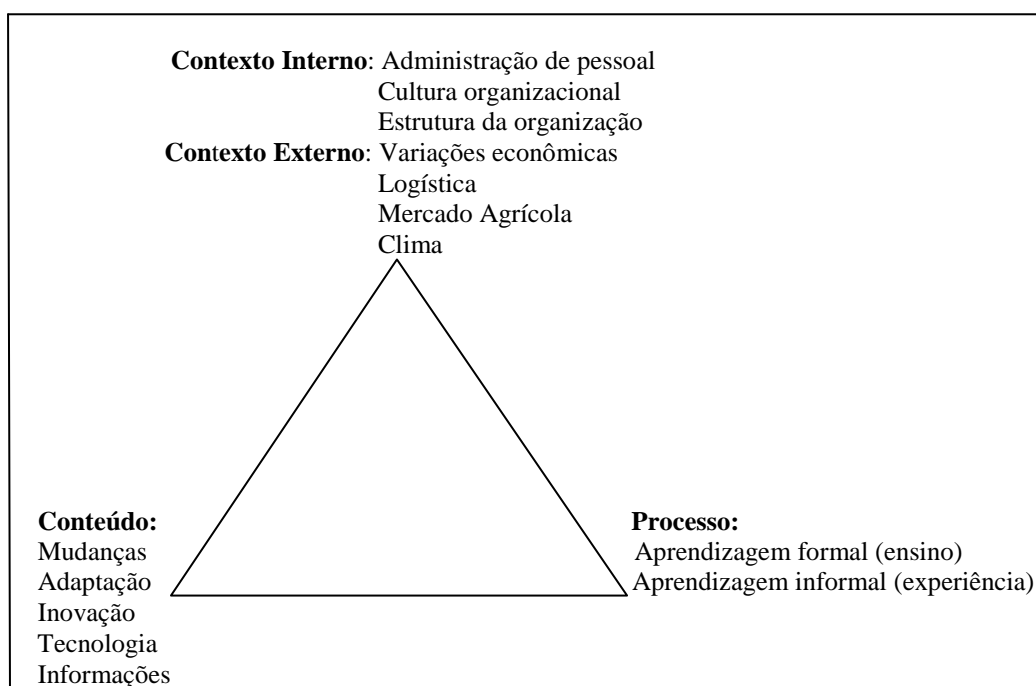 Contexto Interno: Administração de pessoal
Cultura organizacional
Estrutura da organização
Contexto Externo: Variações econômicas
Logística
Mercado Agrícola
Clima
Conteúdo:
Mudanças
Adaptação
Inovação
Tecnologia
Informações
Processo:
Aprendizagem formal (ensino)
Aprendizagem informal (experiência)